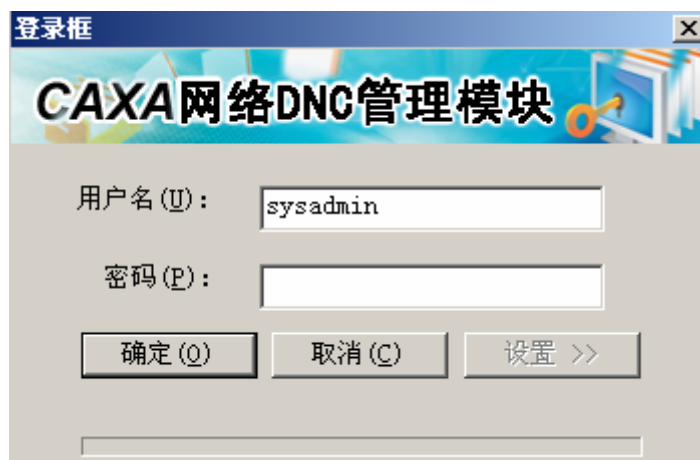 登录框
CAXA网络DNC管理模块
用户名(U)：
sysadmin
密码(P)：
确定(O) 取消(C) 设置 >>